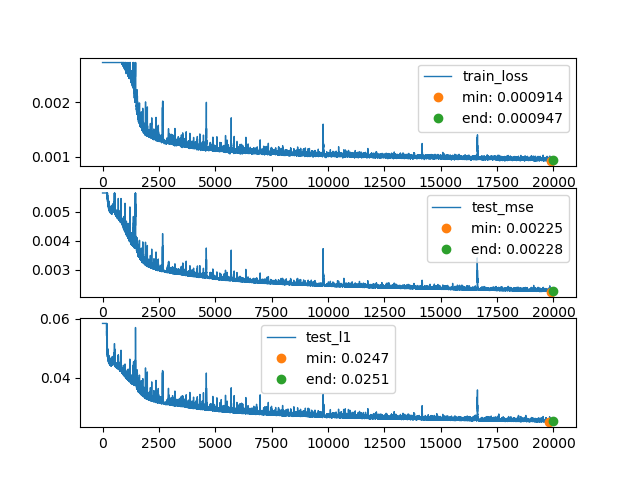 train_loss
min: 0.000914
end: 0.000947
0.002
0.001
0 2500 5000 7500 10000 12500 15000 17500 20000
test_mse
min: 0.00225
end: 0.00228
0.005
0.004
0.003
0 2500 5000 7500 10000 12500 15000 17500 20000
test_l1
min: 0.0247
end: 0.0251
0.06
0.04
0 2500 5000 7500 10000 12500 15000 17500 20000